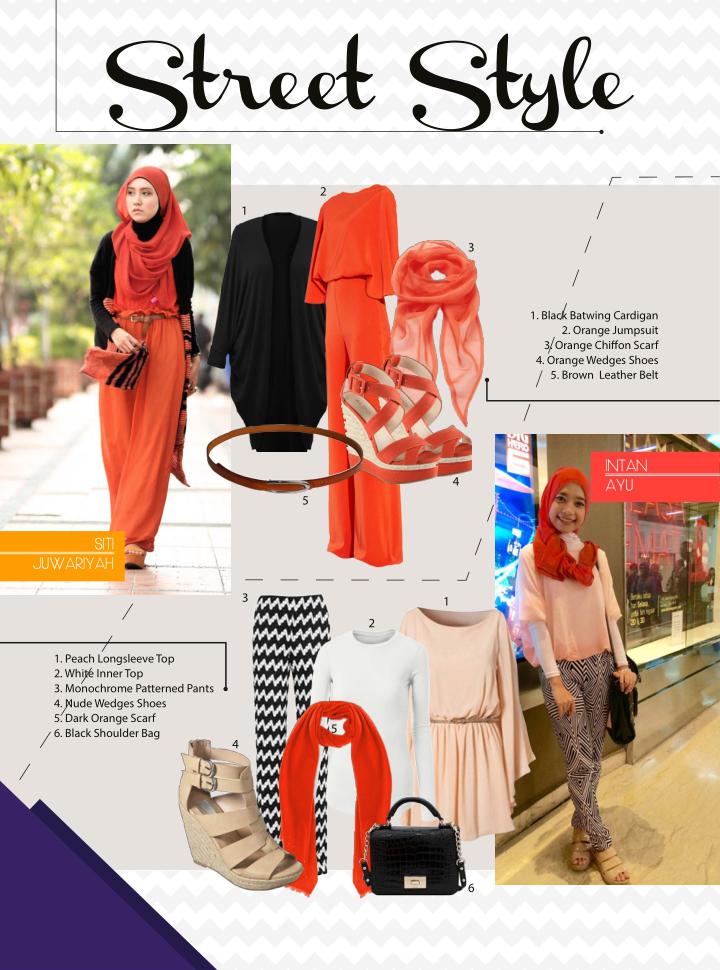 Street Style
1
2
3
1. Black Batwing Cardigan
2. Orange Jumpsuit
3. Orange Chiffon Scarf
4. Orange Wedges Shoes
5. Brown Leather Belt
4
5
SITI
JUWARIYAH
INTAN
AYU
HERO
3
2
1
1. Peach Longsleeve Top
2. White Inner Top
3. Monochrome Patterned Pants
4. Nude Wedges Shoes
5. Dark Orange Scarf
6. Black Shoulder Bag
5
4
6